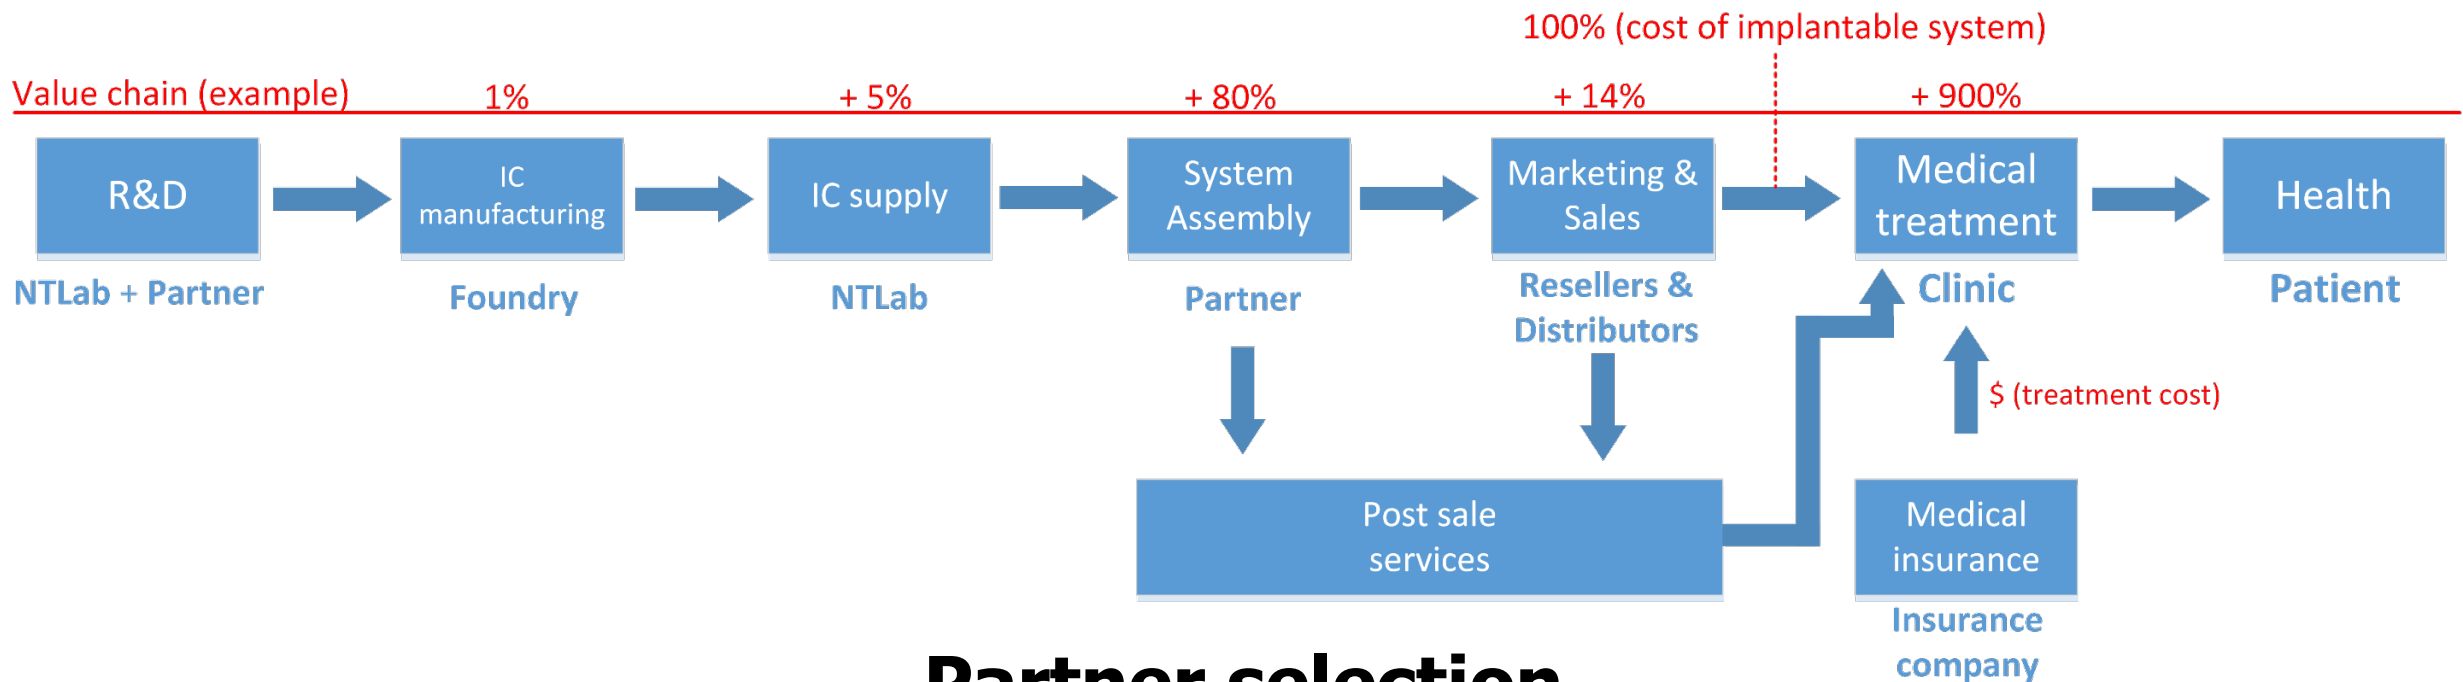 100% (cost of implantable system)
Value chain (example)
1%
+ 5%
+ 80%
+ 14%
+ 900%
R&D
IC
manufacturing
IC supply
System
Assembly
Marketing &
Sales
Medical
treatment
Health
NTLab + Partner
Foundry
NTLab
Partner
Resellers &
Distributors
Clinic
Patient
$ (treatment cost)
Post sale
services
Medical
insurance
Insurance
company
Partner selection